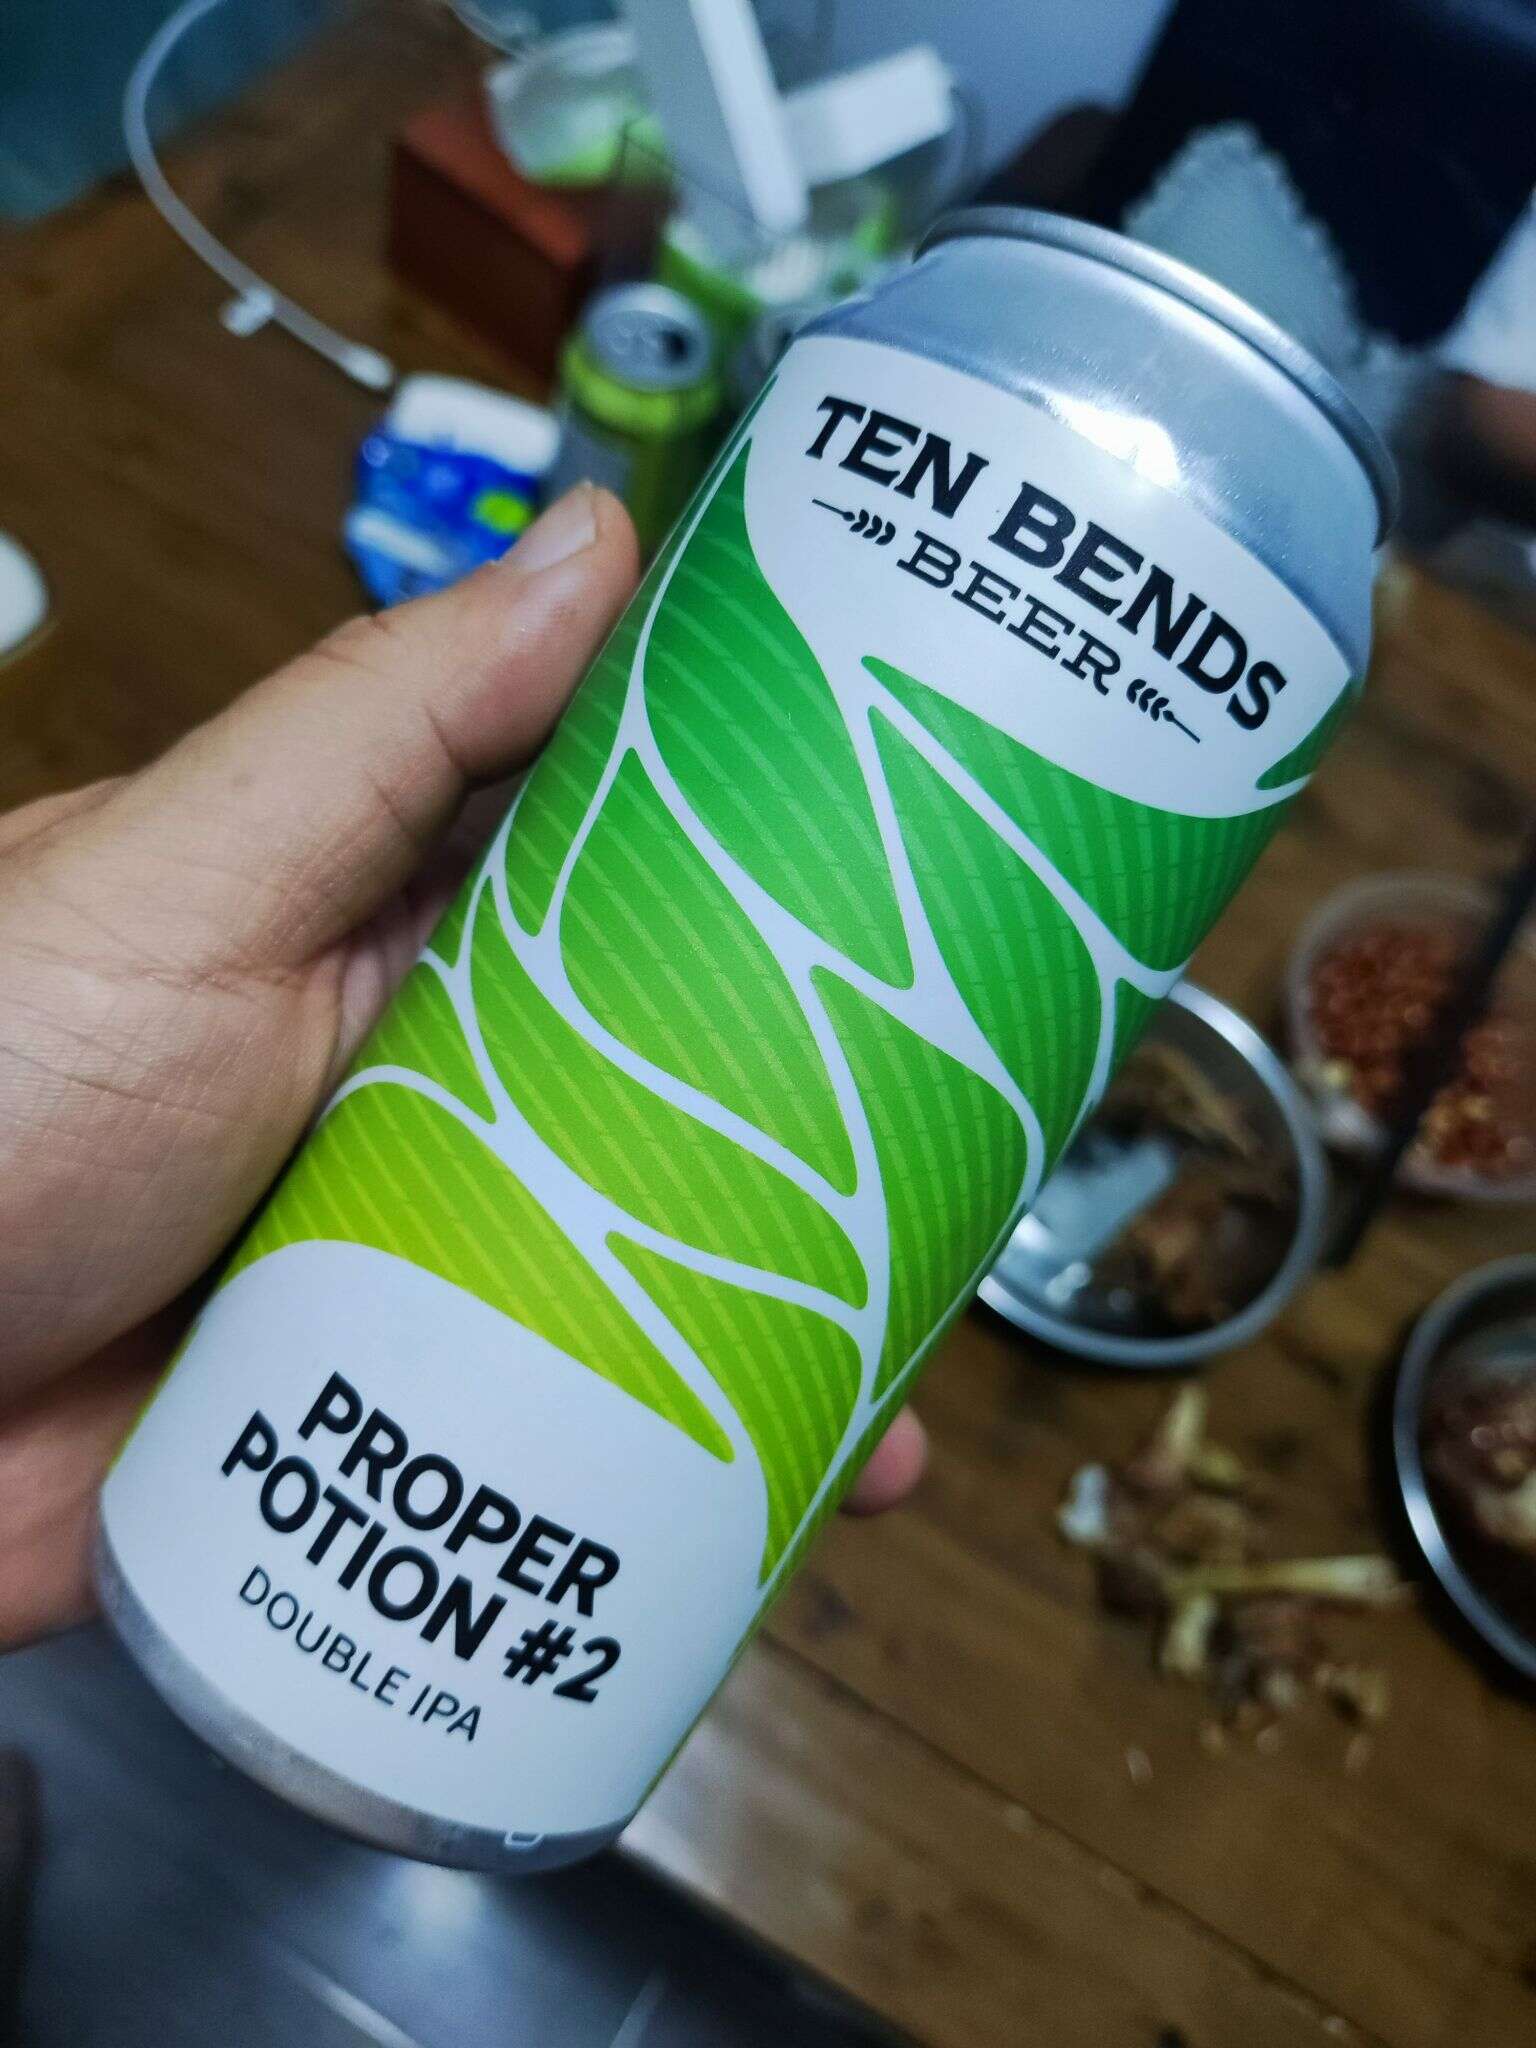 TEN BENDS
BEER
PROPER
POTION #2
DOUBLE IPA